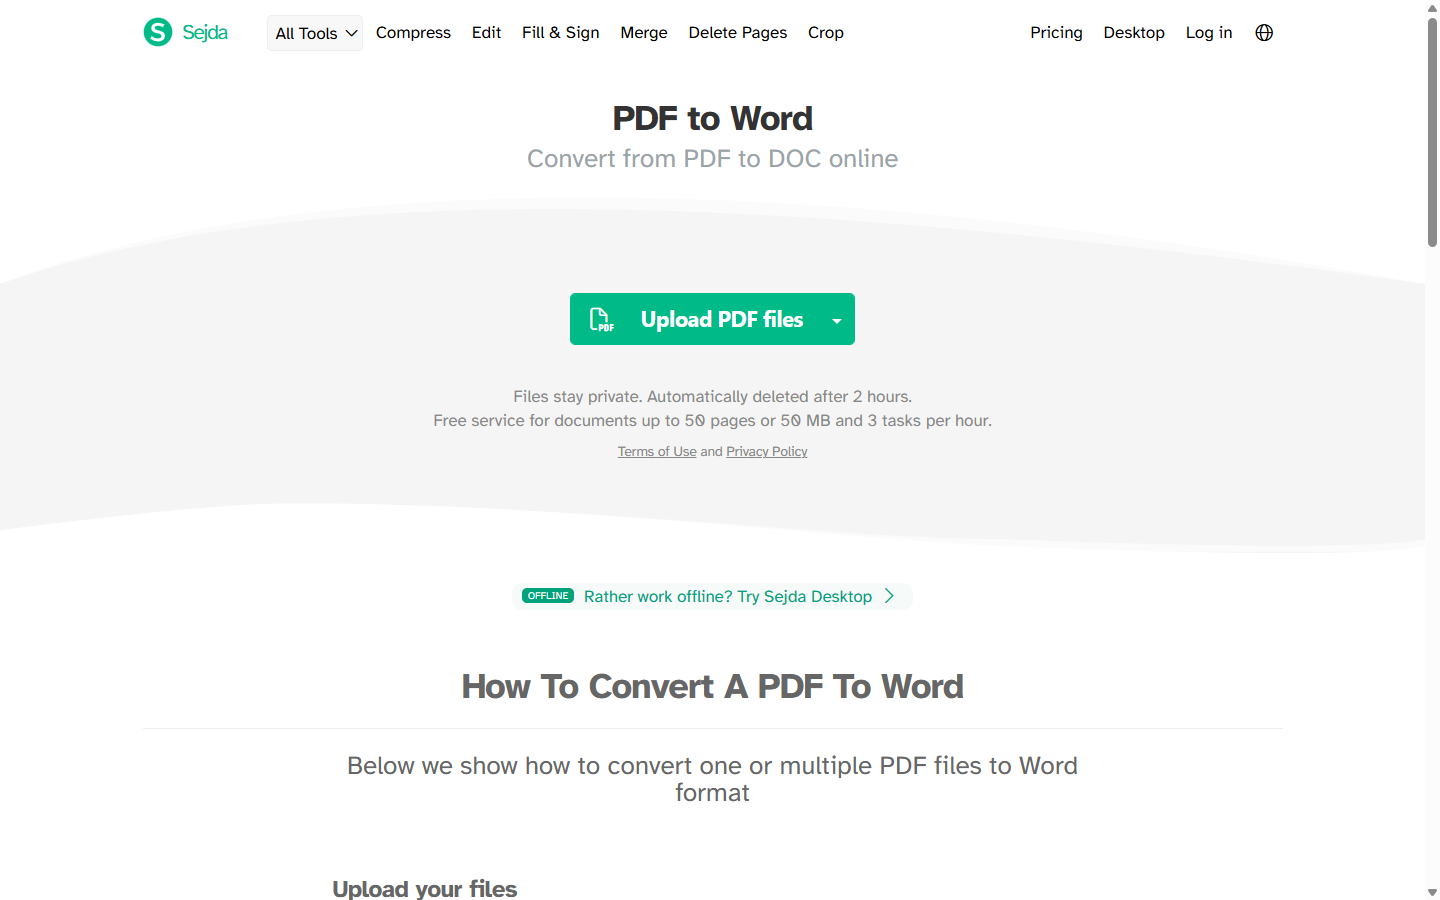 Sejda
All Tools
Compress
Edit
Fill & Sign
Merge
Delete Pages
Crop
Pricing
Desktop
Log in
PDF to Word
Convert from PDF to DOC online
PDF
Upload PDF files
Files stay private. Automatically deleted after 2 hours.
Free service for documents up to 50 pages or 50 MB and 3 tasks per hour.
Terms of Use and Privacy Policy
OFFLINE Rather work offline? Try Sejda Desktop
How To Convert A PDF To Word
Below we show how to convert one or multiple PDF files to Word
format
Upload your files